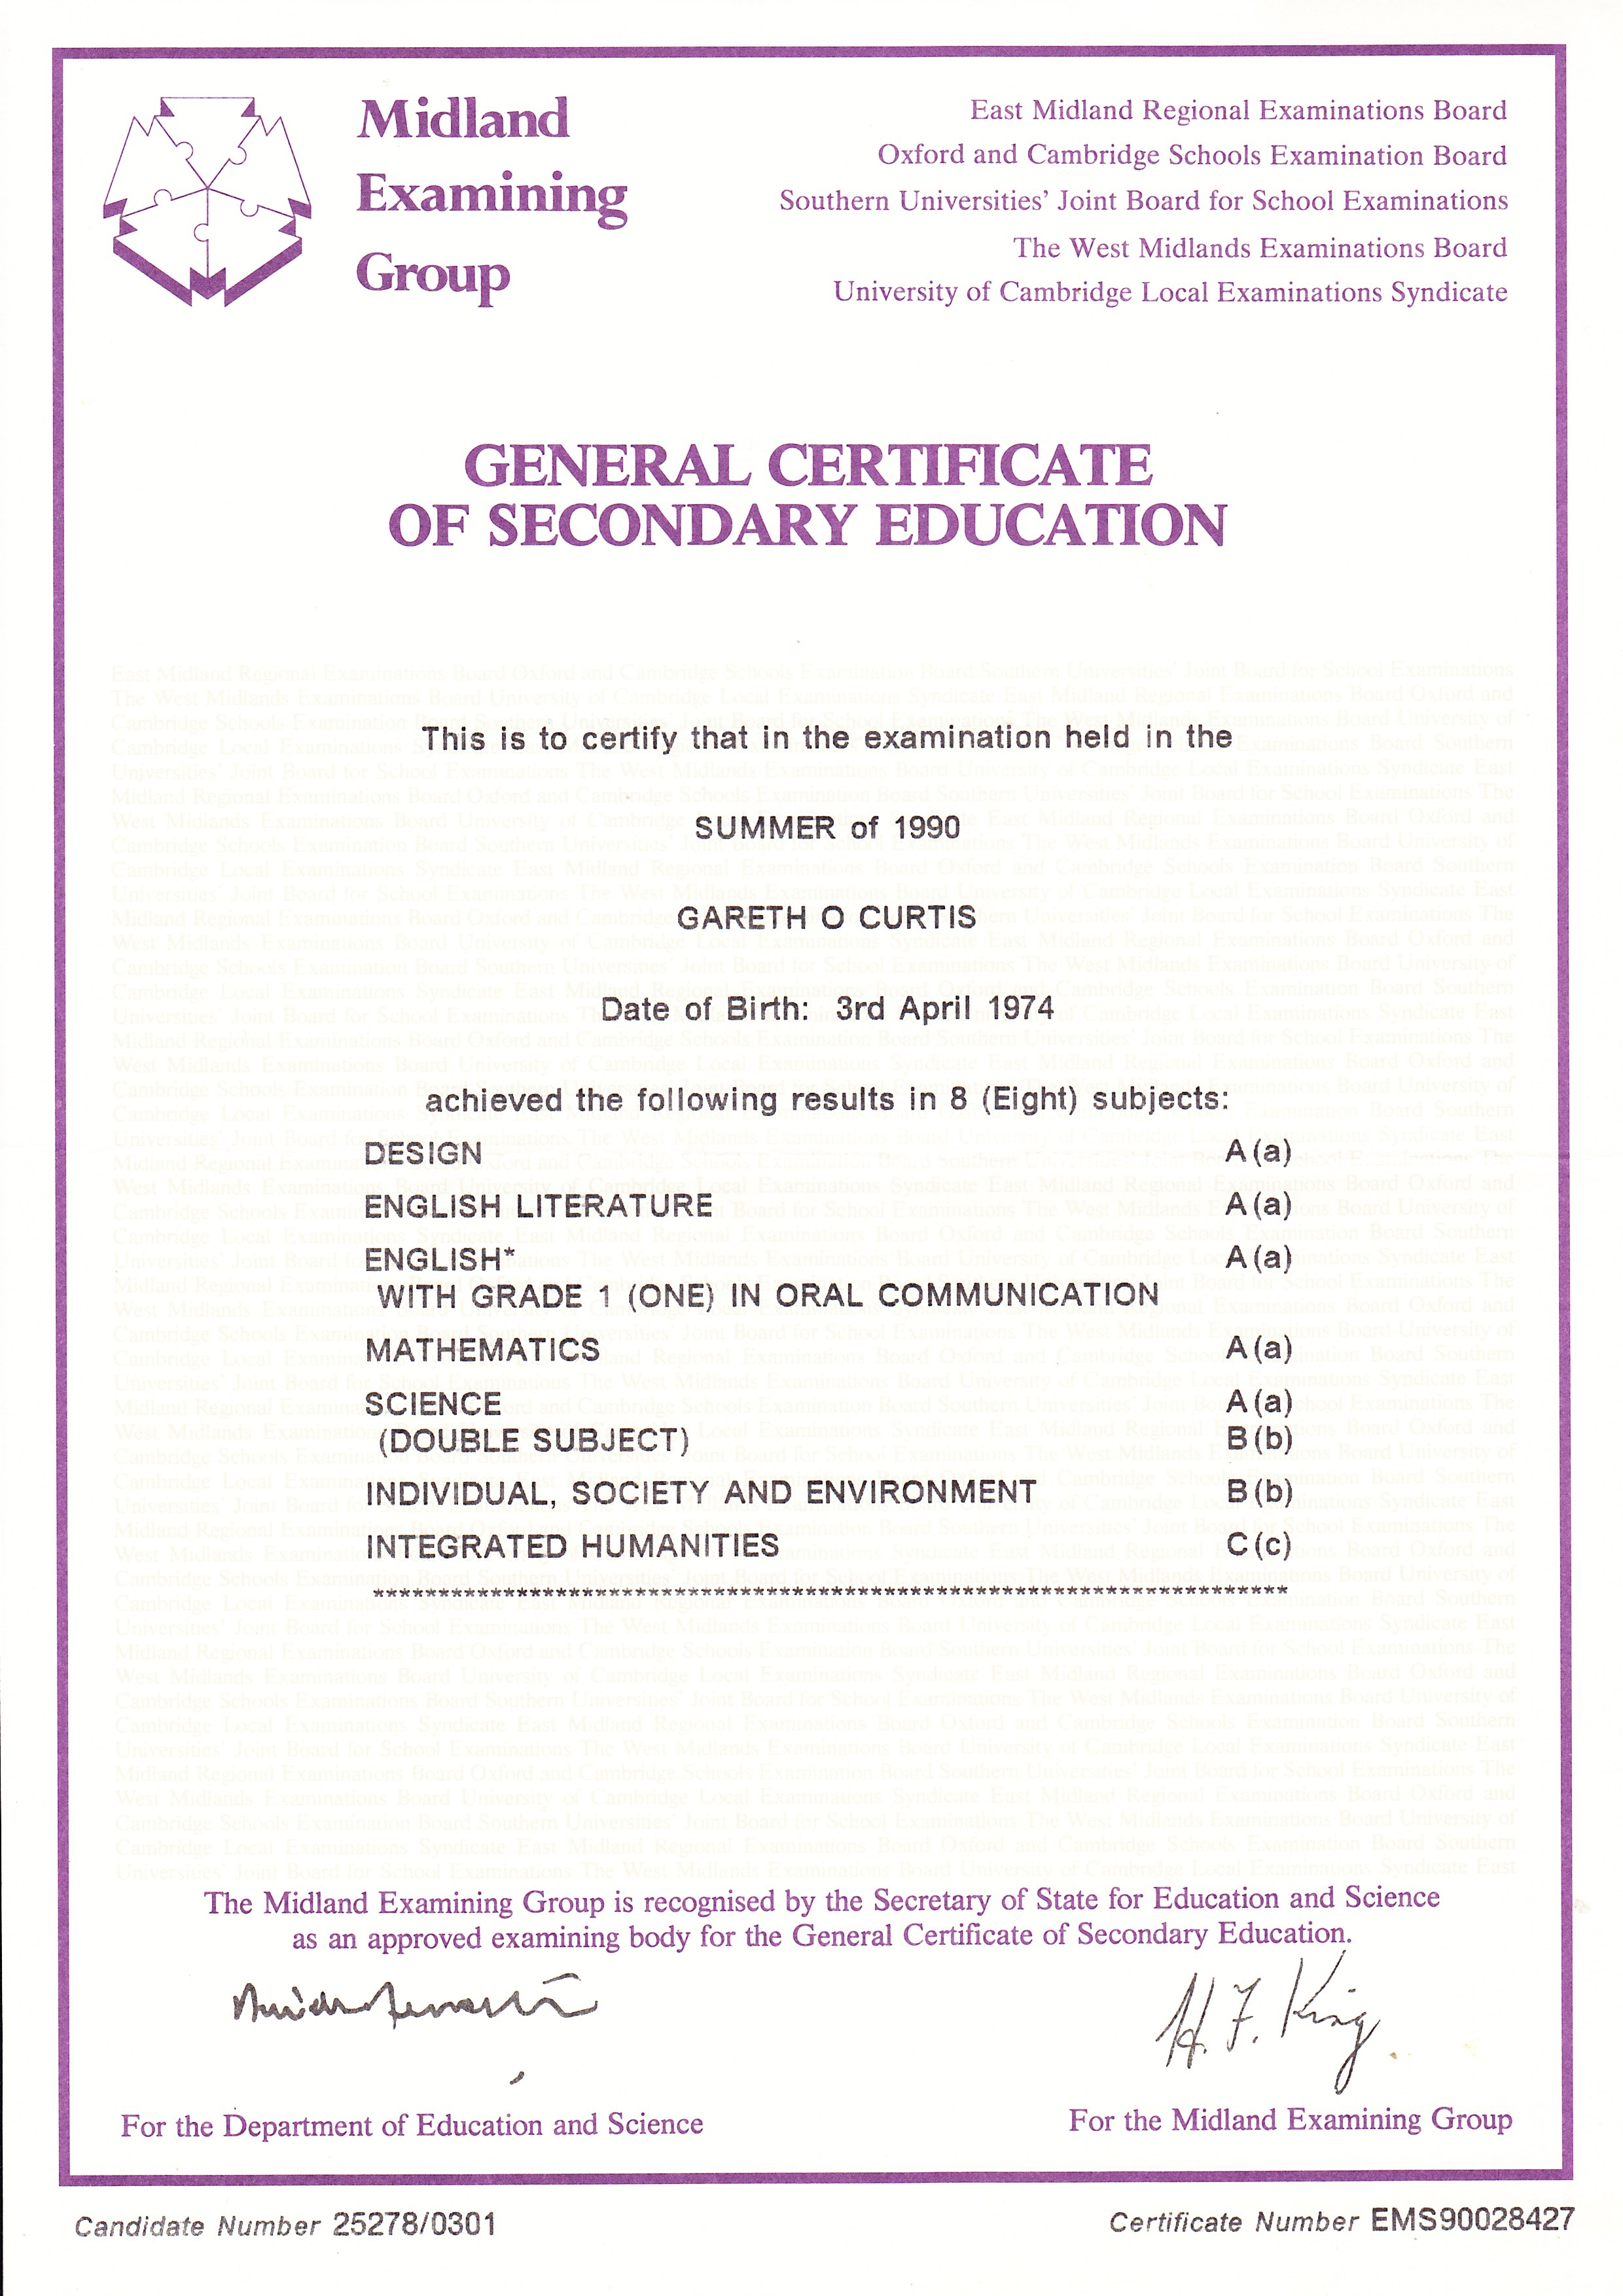 Midland
Examining
Group
East Midland Regional Examinations Board
Oxford and Cambridge Schools Examination Board
Southern Universities' Joint Board for School Examinations
The West Midlands Examinations Board
University of Cambridge Local Examinations Syndicate
GENERAL CERTIFICATE
OF SECONDARY EDUCATION
This is to certify that in the examination held in the
SUMMER of 1990
GARETH O CURTIS
Date of Birth: 3rd April 1974
achieved the following results in 8 (Eight) subjects:
DESIGN A(a)
ENGLISH LITERATURE A(a)
ENGLISH* A(a)
WITH GRADE 1 (ONE) IN ORAL COMMUNICATION
MATHEMATICS A(a)
SCIENCE A(a)
(DOUBLE SUBJECT) B(b)
INDIVIDUAL, SOCIETY AND ENVIRONMENT B(b)
INTEGRATED HUMANITIES C(c)
The Midland Examining Group is recognised by the Secretary of State for Education and Science
as an approved examining body for the General Certificate of Secondary Education.
H. F. King
For the Department of Education and Science
For the Midland Examining Group
Candidate Number 25278/0301
Certificate Number EMS90028427